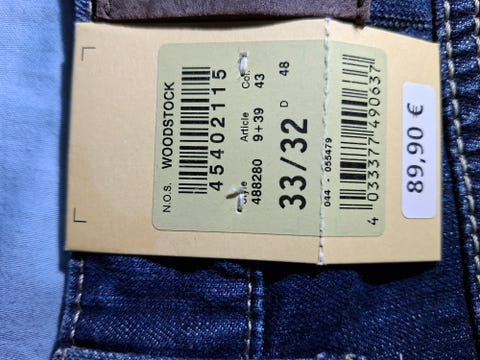 N.O.S. WOODSTOCK
45402115
Style Article Col.
488280 9+39 43
33/32 D 48
044 - 055479
4 033377 490637
89,90 €